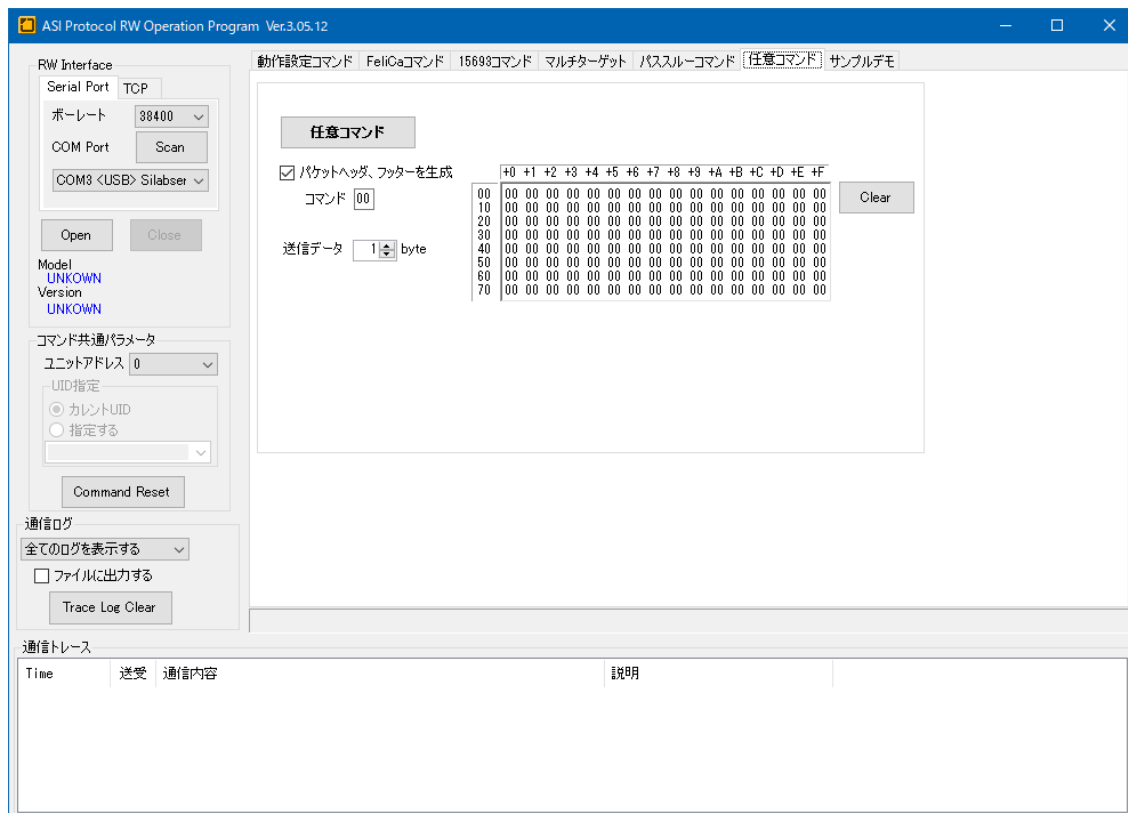 ASI Protocol RW Operation Program Ver.3.05.12
RW Interface
Serial Port TCP
ボーレート 38400
COM Port Scan
COM3 <USB> Silabser
Open Close
Model
UNKOWN
Version
UNKOWN
コマンド共通パラメータ
ユニットアドレス 0
UID指定
カレントUID
指定する
Command Reset
通信ログ
全てのログを表示する
ファイルに出力する
Trace Log Clear
動作設定コマンド FeliCaコマンド 15693コマンド マルチターゲット パススルーコマンド 任意コマンド サンプルデモ
任意コマンド
パケットヘッダ、フッターを生成
コマンド 00
送信データ 1 byte
+0 +1 +2 +3 +4 +5 +6 +7 +8 +9 +A +B +C +D +E +F
00 00 00 00 00 00 00 00 00 00 00 00 00 00 00 00 00
10 00 00 00 00 00 00 00 00 00 00 00 00 00 00 00 00
20 00 00 00 00 00 00 00 00 00 00 00 00 00 00 00 00
30 00 00 00 00 00 00 00 00 00 00 00 00 00 00 00 00
40 00 00 00 00 00 00 00 00 00 00 00 00 00 00 00 00
50 00 00 00 00 00 00 00 00 00 00 00 00 00 00 00 00
60 00 00 00 00 00 00 00 00 00 00 00 00 00 00 00 00
70 00 00 00 00 00 00 00 00 00 00 00 00 00 00 00 00
Clear
通信トレース
Time 送受 通信内容 説明